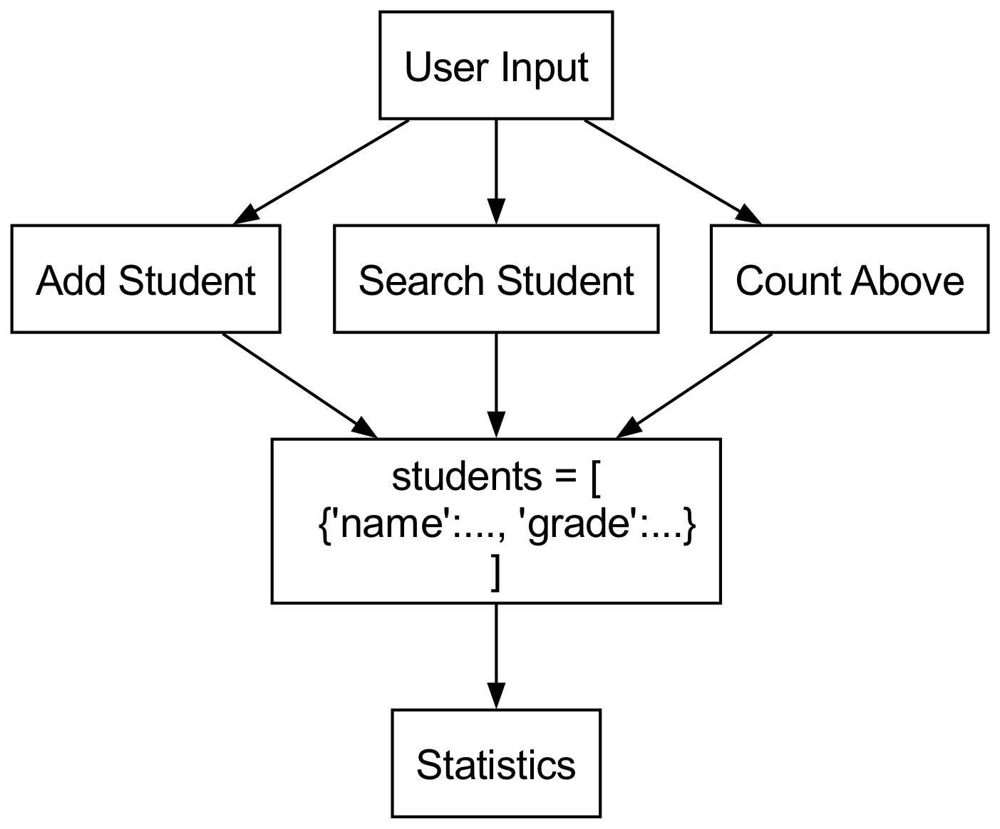 User Input
Add Student
Search Student
Count Above
students = [
{'name':..., 'grade':...}
]
Statistics